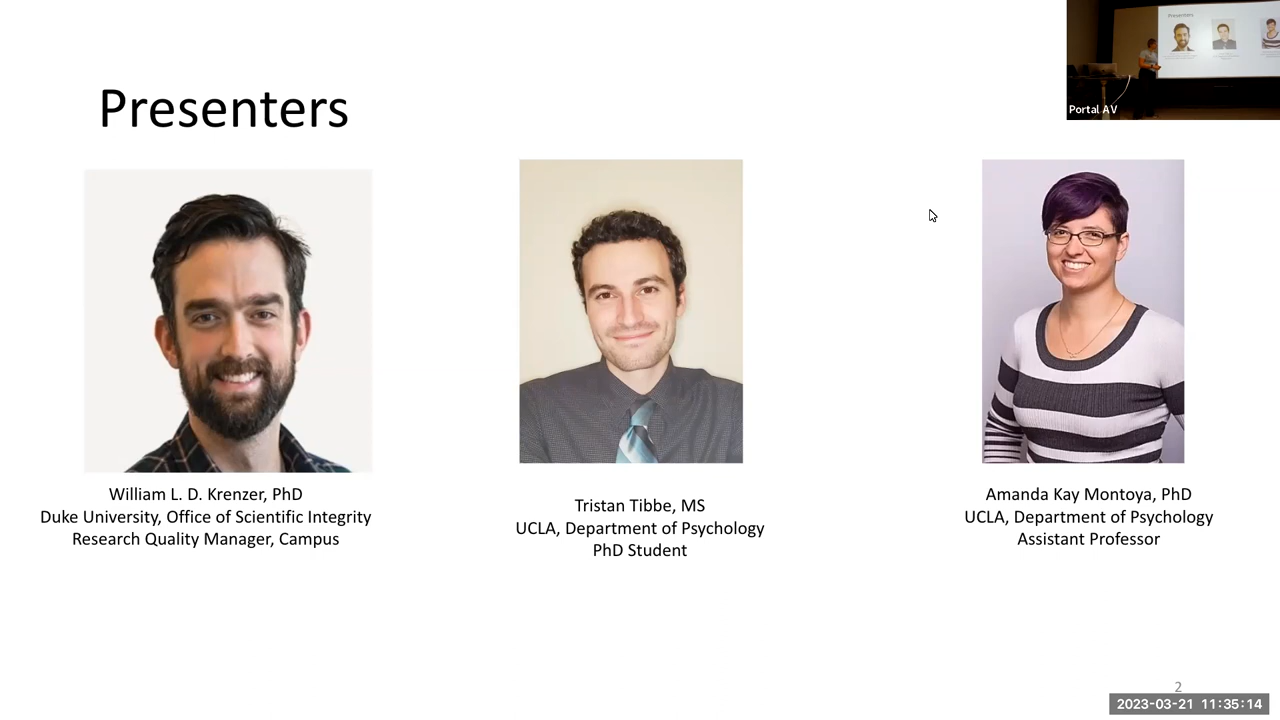 Presenters
Presenters
Portal AV
William L. D. Krenzer, PhD
Duke University, Office of Scientific Integrity
Research Quality Manager, Campus
Tristan Tibbe, MS
UCLA, Department of Psychology
PhD Student
Amanda Kay Montoya, PhD
UCLA, Department of Psychology
Assistant Professor
2
2023-03-21 11:35:14